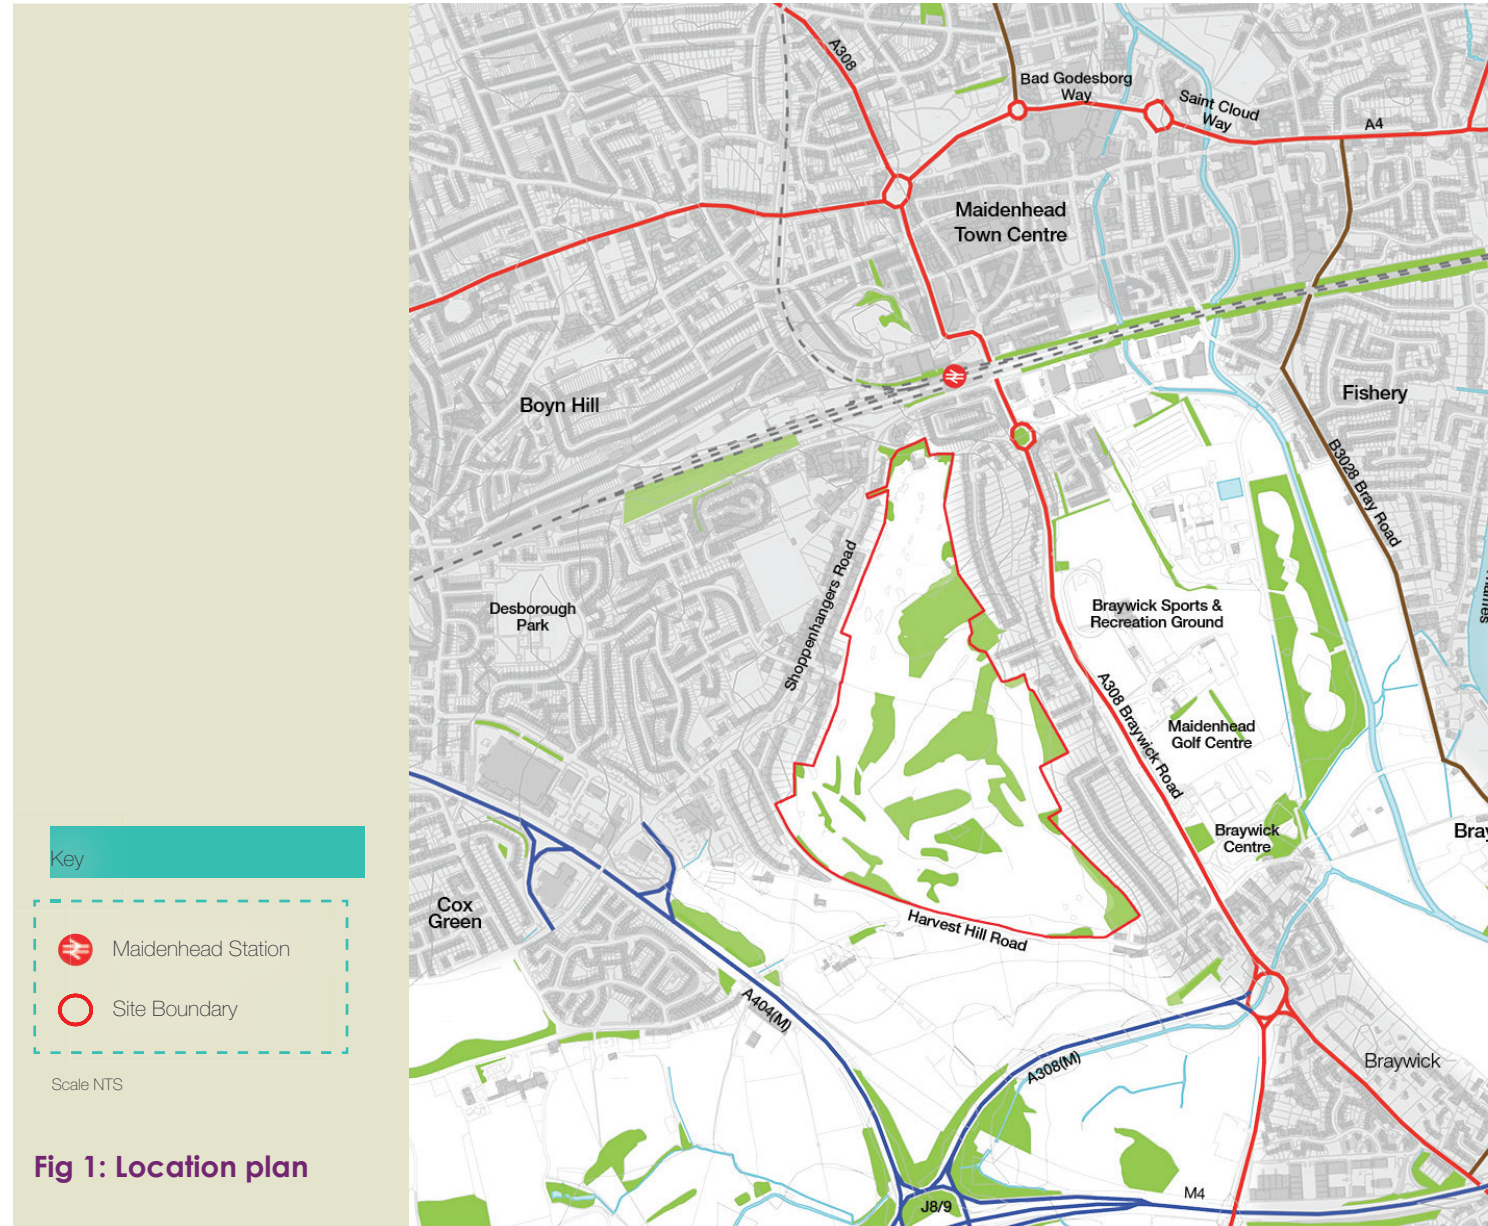 A308
Bad Godesborg
Way
Saint Cloud
Way
A4
Maidenhead
Town Centre
Boyn Hill
Fishery
B3028 Bray Road
Desborough
Park
Shoppenhangers Road
Braywick Sports &
Recreation Ground
A308 Braywick Road
Maidenhead
Golf Centre
Braywick
Centre
Key
Cox
Green
Harvest Hill Road
Maidenhead Station
Site Boundary
A404(M)
A308(M)
Braywick
Scale NTS
Fig 1: Location plan
M4
J8/9